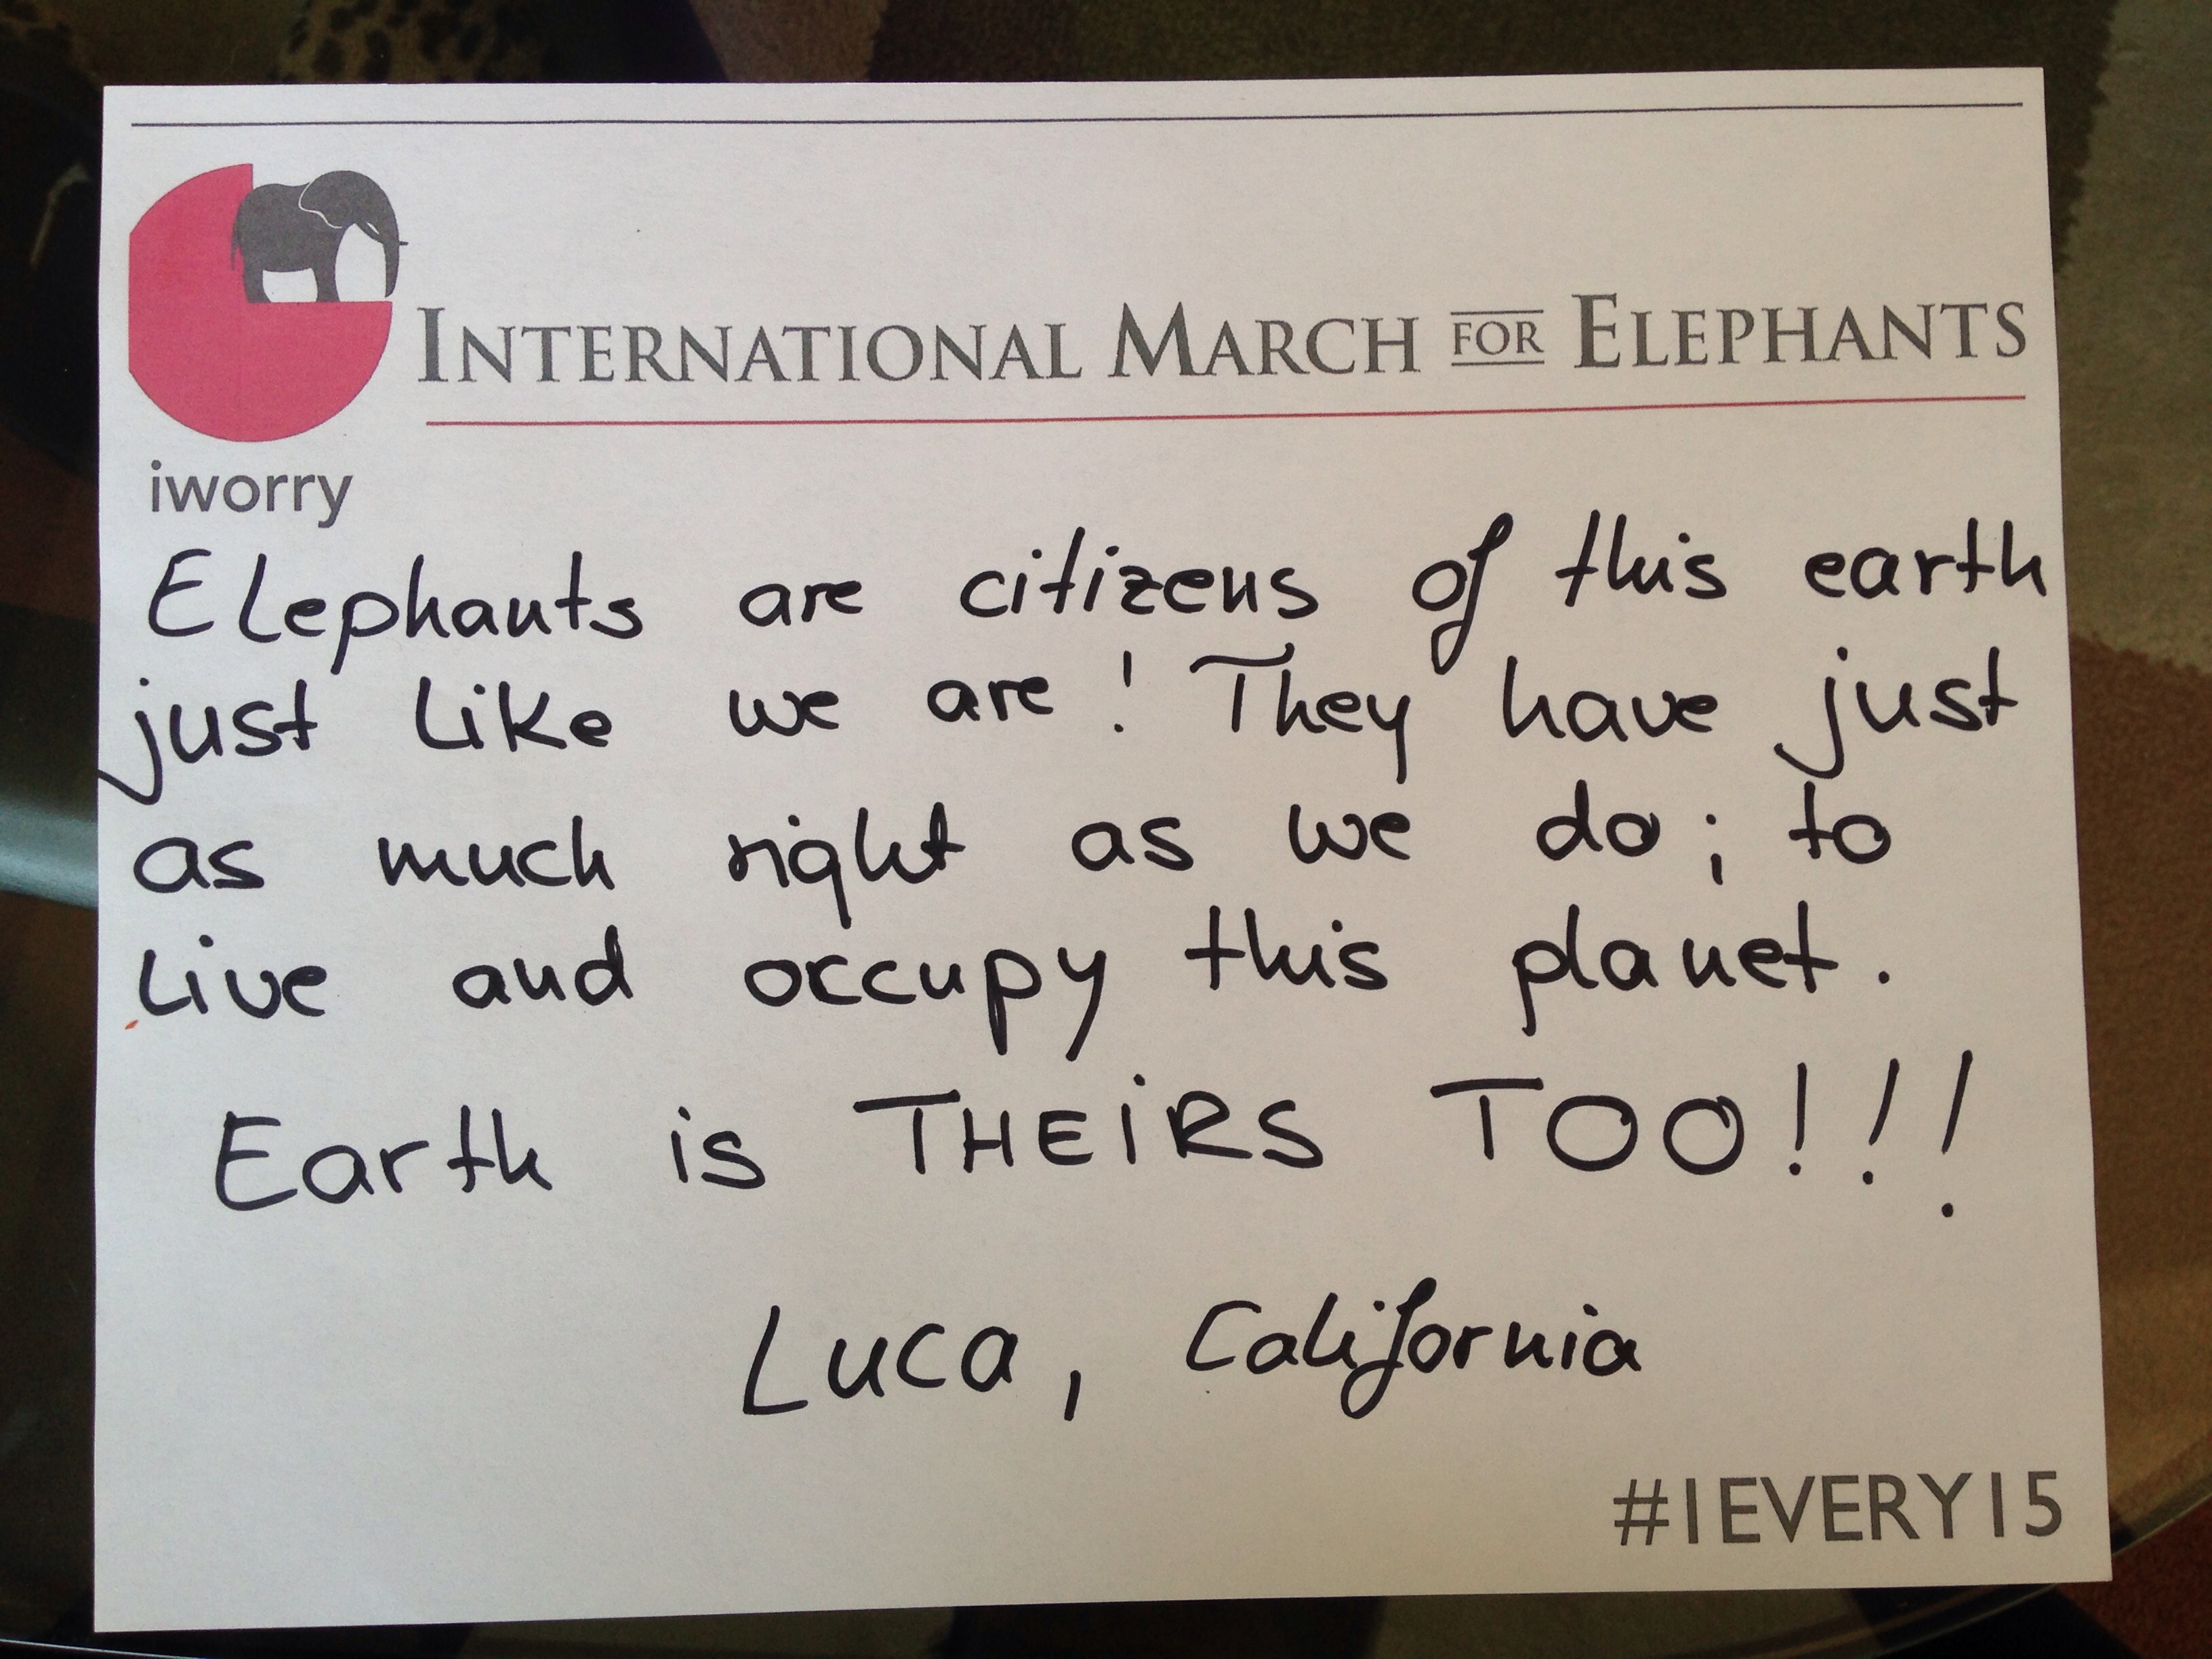 INTERNATIONAL MARCH FOR ELEPHANTS
iworry
Elephants are citizens of this earth
just like we are! They have just
as much right as we do; to
live and occupy this planet.
Earth is THEIRS TOO!!!
Luca, California
#1EVERY15